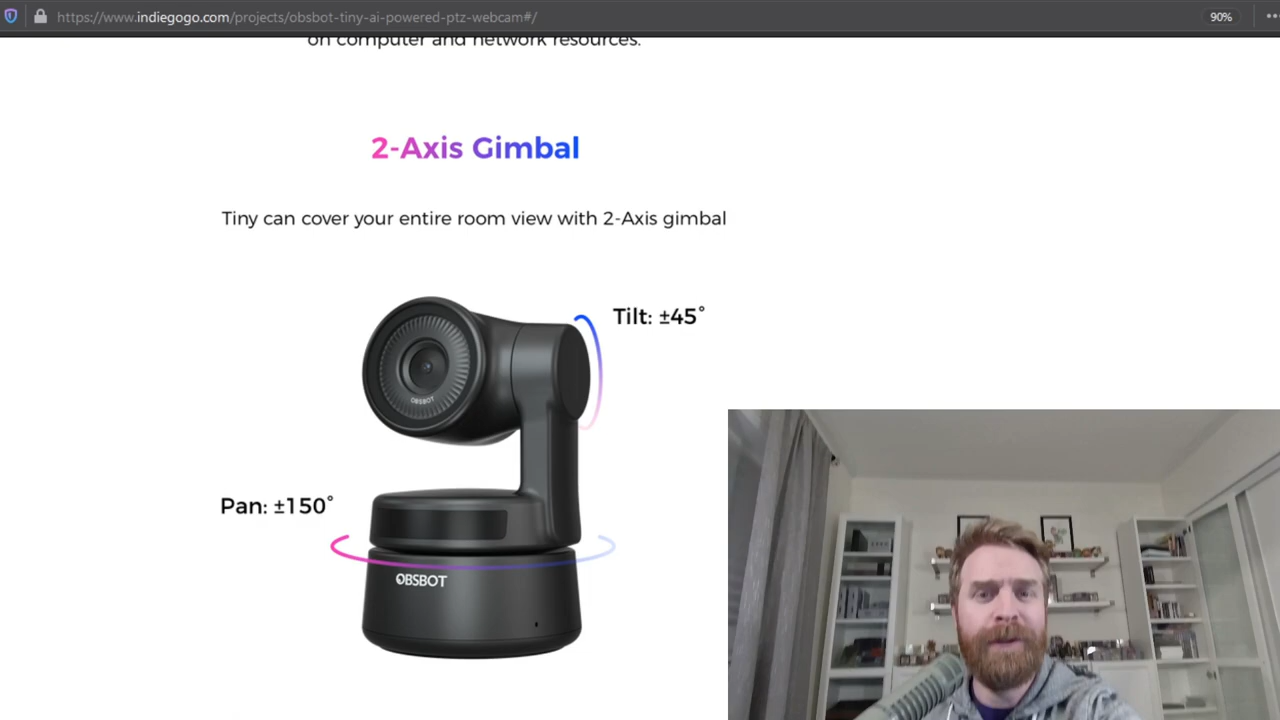 https://www.indiegogo.com/projects/obsbot-tiny-ai-powered-ptz-webcam#/
90%
on computer and network resources.
2-Axis Gimbal
Tiny can cover your entire room view with 2-Axis gimbal
Tilt: ±45°
OBSBOT
Pan: ±150°
OBSBOT